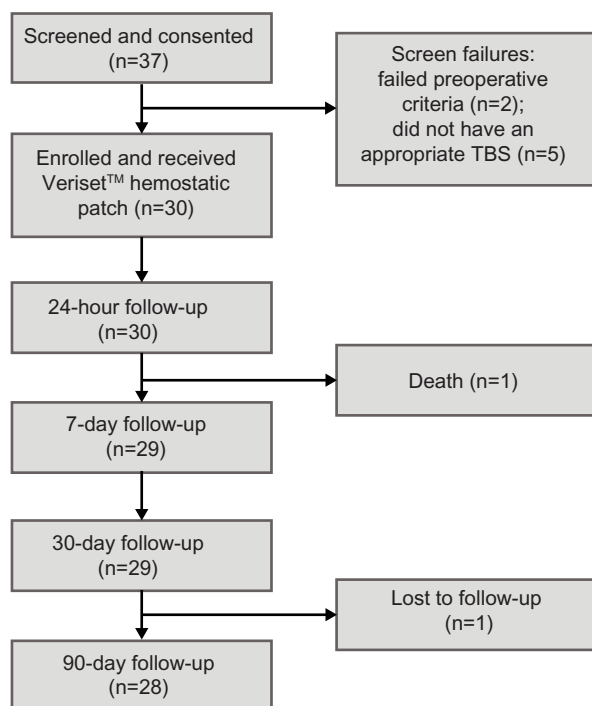 Screened and consented
(n=37)
Screen failures:
failed preoperative
criteria (n=2);
did not have an
appropriate TBS (n=5)
Enrolled and received
Veriset™ hemostatic
patch (n=30)
24-hour follow-up
(n=30)
Death (n=1)
7-day follow-up
(n=29)
30-day follow-up
(n=29)
Lost to follow-up
(n=1)
90-day follow-up
(n=28)